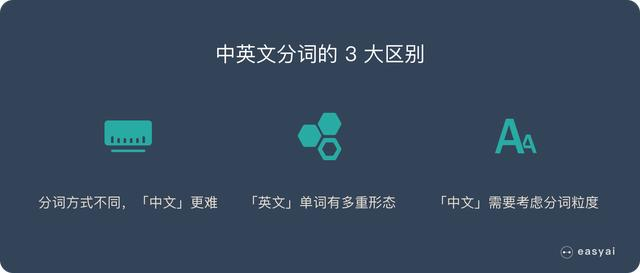 中英文分词的 3 大区别
AA
分词方式不同，「中文」更难
「英文」单词有多重形态
「中文」需要考虑分词粒度
easyai